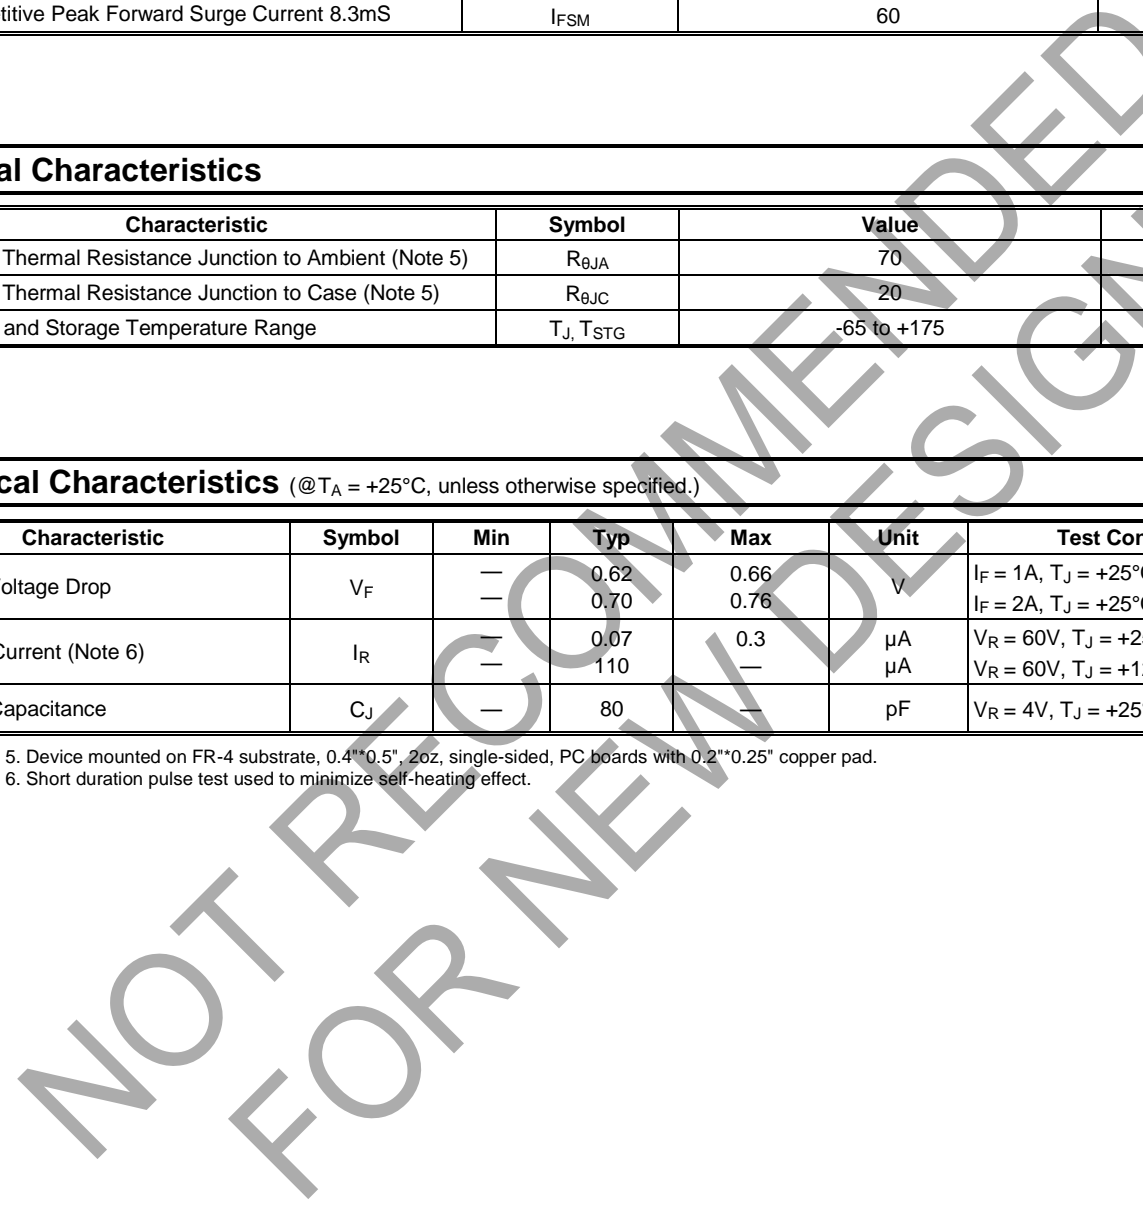 titive Peak Forward Surge Current 8.3mS IFSM 60
al Characteristics
Characteristic Symbol Value
Thermal Resistance Junction to Ambient (Note 5) RθJA 70
Thermal Resistance Junction to Case (Note 5) RθJC 20
and Storage Temperature Range TJ, TSTG -65 to +175
cal Characteristics (@TA = +25°C, unless otherwise specified.)
Characteristic Symbol Min Typ Max Unit Test Con
oltage Drop VF — 0.62 0.66 V IF = 1A, TJ = +25°C
— 0.70 0.76 IF = 2A, TJ = +25°C
Current (Note 6) IR — 0.07 0.3 µA VR = 60V, TJ = +2
— 110 — µA VR = 60V, TJ = +1
Capacitance CJ — 80 — pF VR = 4V, TJ = +25
5. Device mounted on FR-4 substrate, 0.4"*0.5", 2oz, single-sided, PC boards with 0.2"*0.25" copper pad.
6. Short duration pulse test used to minimize self-heating effect.
NOT RECOMMENDED
FOR NEW DESIGN